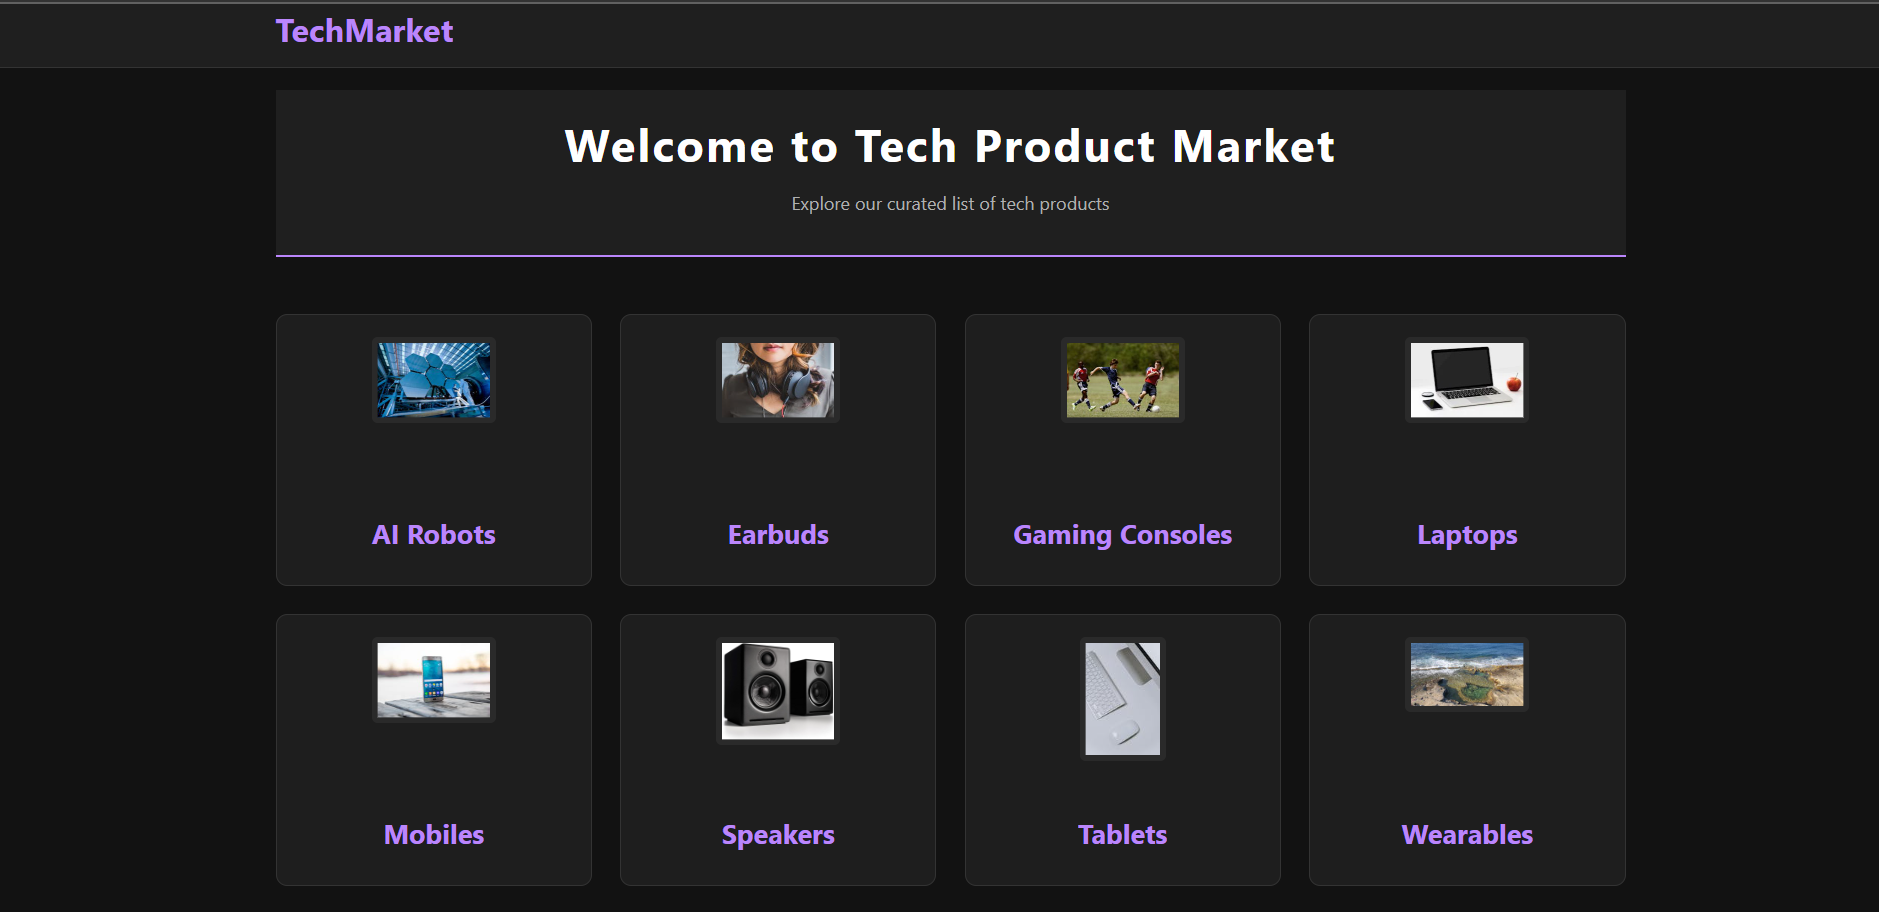 TechMarket
Welcome to Tech Product Market
Explore our curated list of tech products
AI Robots
Earbuds
Gaming Consoles
Laptops
Mobiles
Speakers
Tablets
Wearables